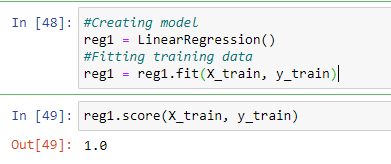 In [48]: #Creating model
reg1 = LinearRegression()
#Fitting training data
reg1 = reg1.fit(X_train, y_train)
In [49]: reg1.score(X_train, y_train)
Out[49]: 1.0